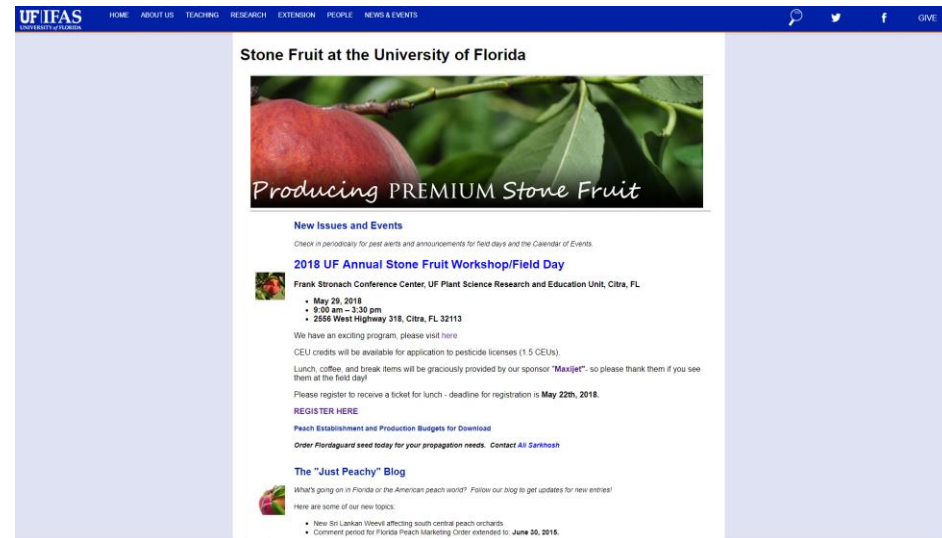 UF|IFAS
UNIVERSITY of FLORIDA
HOME ABOUT US TEACHING RESEARCH EXTENSION PEOPLE NEWS & EVENTS
GIVE
Stone Fruit at the University of Florida
Producing PREMIUM Stone Fruit
New Issues and Events
Check in periodically for pest alerts and announcements for field days and the Calendar of Events.
2018 UF Annual Stone Fruit Workshop/Field Day
Frank Stronach Conference Center, UF Plant Science Research and Education Unit, Citra, FL
• May 29, 2018
• 9:00 am – 3:30 pm
• 2556 West Highway 318, Citra, FL 32113
We have an exciting program, please visit here
CEU credits will be available for application to pesticide licenses (1.5 CEUs).
Lunch, coffee, and break items will be graciously provided by our sponsor "Maxijet"- so please thank them if you see
them at the field day!
Please register to receive a ticket for lunch - deadline for registration is May 22th, 2018.
REGISTER HERE
Peach Establishment and Production Budgets for Download
Order Flordaguard seed today for your propagation needs. Contact Ali Sarkhosh
The "Just Peachy" Blog
What's going on in Florida or the American peach world? Follow our blog to get updates for new entries!
Here are some of our new topics:
• New Sri Lankan Weevil affecting south central peach orchards
• Comment period for Florida Peach Marketing Order extended to: June 30, 2015.